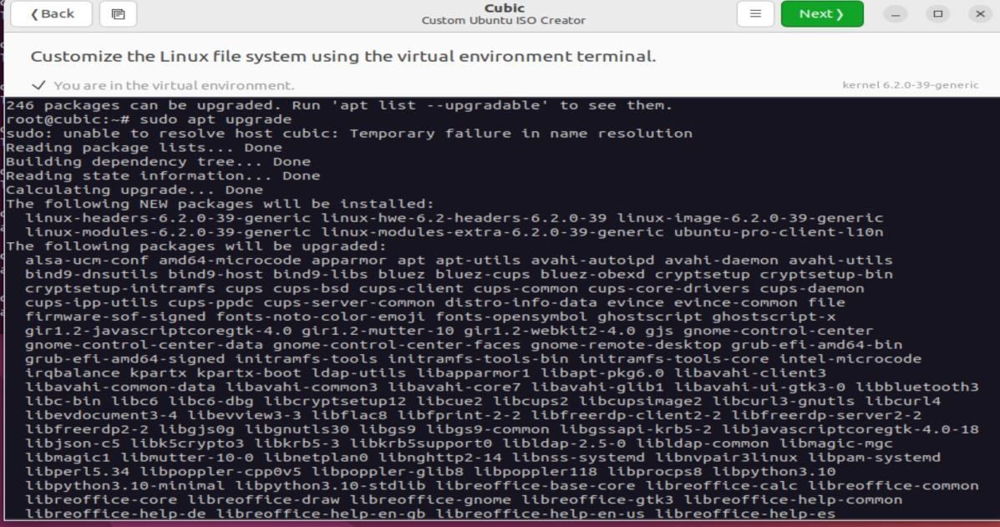 Back
Cubic
Custom Ubuntu ISO Creator
Next
Customize the Linux file system using the virtual environment terminal.
You are in the virtual environment.
kernel 6.2.0-39-generic
246 packages can be upgraded. Run 'apt list --upgradable' to see them.
root@cubic:~# sudo apt upgrade
sudo: unable to resolve host cubic: Temporary failure in name resolution
Reading package lists... Done
Building dependency tree... Done
Reading state information... Done
Calculating upgrade... Done
The following NEW packages will be installed:
linux-headers-6.2.0-39-generic linux-hwe-6.2-headers-6.2.0-39 linux-image-6.2.0-39-generic
linux-modules-6.2.0-39-generic linux-modules-extra-6.2.0-39-generic ubuntu-pro-client-l10n
The following packages will be upgraded:
alsa-ucm-conf amd64-microcode apparmor apt apt-utils avahi-autoipd avahi-daemon avahi-utils
bind9-dnsutils bind9-host bind9-libs bluez bluez-cups bluez-obexd cryptsetup cryptsetup-bin
cryptsetup-initramfs cups cups-bsd cups-client cups-common cups-core-drivers cups-daemon
cups-ipp-utils cups-ppdc cups-server-common distro-info-data evince evince-common file
firmware-sof-signed fonts-noto-color-emoji fonts-opensymbol ghostscript ghostscript-x
gir1.2-javascriptcoregtk-4.0 gir1.2-mutter-10 gir1.2-webkit2-4.0 gjs gnome-control-center
gnome-control-center-data gnome-control-center-faces gnome-remote-desktop grub-efi-amd64-bin
grub-efi-amd64-signed initramfs-tools initramfs-tools-bin initramfs-tools-core intel-microcode
irqbalance kpartx kpartx-boot ldap-utils libapparmor1 libapt-pkg6.0 libavahi-client3
libavahi-common-data libavahi-common3 libavahi-core7 libavahi-glib1 libavahi-ui-gtk3-0 libbluetooth3
libc-bin libc6 libc6-dbg libcryptsetup12 libcue2 libcups2 libcupsimage2 libcurl3-gnutls libcurl4
libevdocument3-4 libevview3-3 libflac8 libfprint-2-2 libfreerdp-client2-2 libfreerdp-server2-2
libfreerdp2-2 libgjs0g libgnutls30 libgs9 libgs9-common libgssapi-krb5-2 libjavascriptcoregtk-4.0-18
libjson-c5 libk5crypto3 libkrb5-3 libkrb5support0 libldap-2.5-0 libldap-common libmagic-mgc
libmagic1 libmutter-10-0 libnetplan0 libnghttp2-14 libnss-systemd libnvpair3linux libpam-systemd
libperl5.34 libpoppler-cpp0v5 libpoppler-glib8 libpoppler118 libprocps8 libpython3.10
libpython3.10-minimal libpython3.10-stdlib libreoffice-base-core libreoffice-calc libreoffice-common
libreoffice-core libreoffice-draw libreoffice-gnome libreoffice-gtk3 libreoffice-help-common
libreoffice-help-de libreoffice-help-en-gb libreoffice-help-en-us libreoffice-help-es